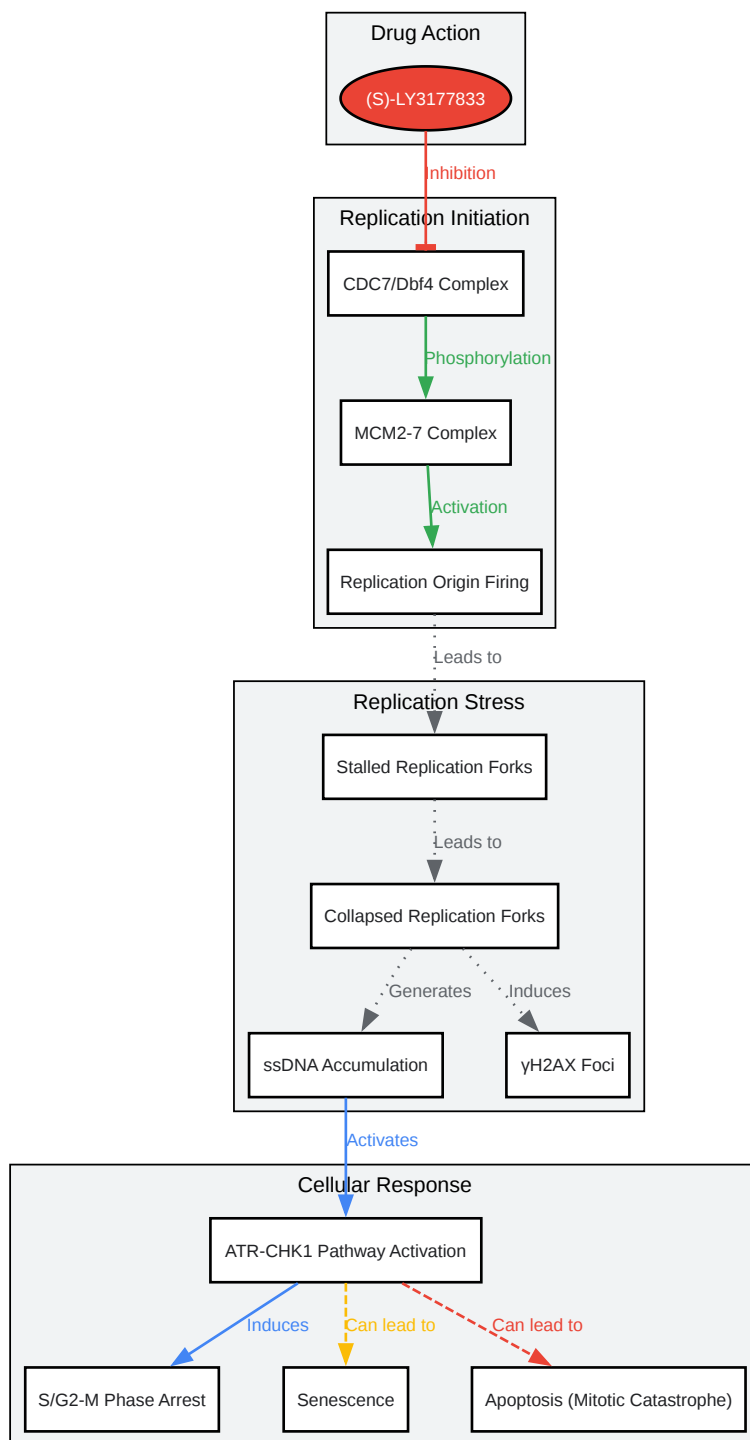 Drug Action
(S)-LY3177833
Inhibition
Replication Initiation
CDC7/Dbf4 Complex
Phosphorylation
MCM2-7 Complex
Activation
Replication Origin Firing
Leads to
Replication Stress
Stalled Replication Forks
Leads to
Collapsed Replication Forks
Generates
Induces
ssDNA Accumulation
γH2AX Foci
Activates
Cellular Response
ATR-CHK1 Pathway Activation
Induces
Can lead to
Can lead to
S/G2-M Phase Arrest
Senescence
Apoptosis (Mitotic Catastrophe)